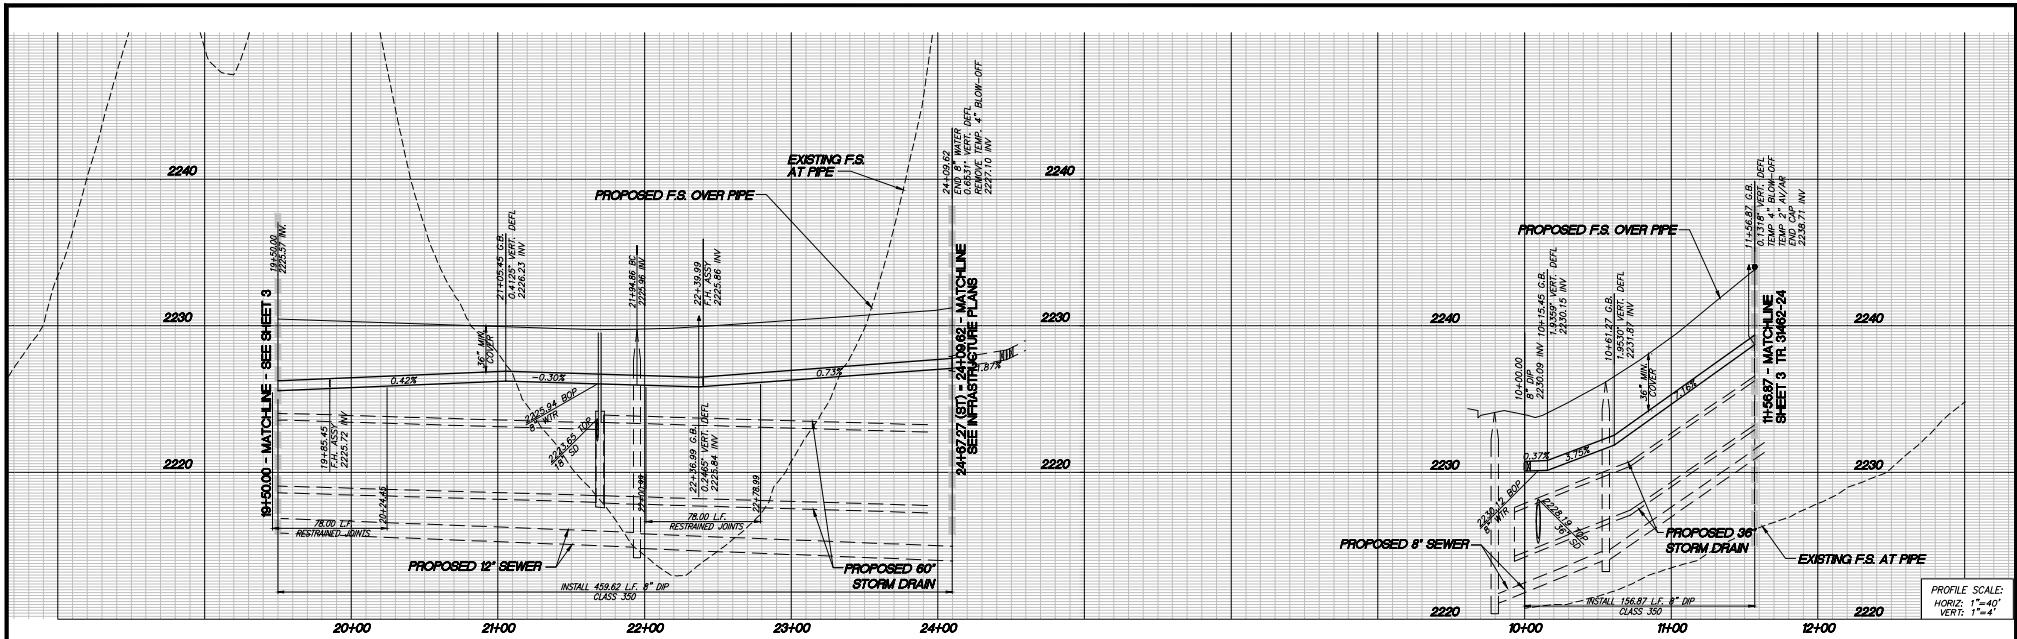 2240
2230
2220
19+50.00
2225.57 INV.
19+50.00 - MATCHLINE - SEE SHEET 3
19+85.45
F.H. ASSY
2225.72 INV
20+24.45
78.00 L.F.
RESTRAINED JOINTS
0.42%
36" MIN.
COVER
21+05.45 G.B.
0.4125° VERT. DEFL
2226.23 INV
-0.30%
2225.94 BOP
8" WTR
2223.65 TOP
18" SD
21+94.86 BC
2225.96 INV
22+00.99
22+36.99 G.B.
0.2465° VERT. DEFL
2225.84 INV
22+39.99
F.H. ASSY
2225.86 INV
22+78.99
78.00 L.F.
RESTRAINED JOINTS
0.73%
PROPOSED F.S. OVER PIPE
EXISTING F.S.
AT PIPE
24+09.62
END 8" WATER
0.6531° VERT. DEFL
REMOVE TEMP. 4" BLOW-OFF
2227.10 INV
24+67.27 (ST) = 24+09.62 - MATCHLINE
SEE INFRASTRUCTURE PLANS
1.87%
PROPOSED 12" SEWER
PROPOSED 60"
STORM DRAIN
INSTALL 459.62 L.F. 8" DIP
CLASS 350
20+00
21+00
22+00
23+00
24+00
2240
2230
2220
2240
2230
2220
10+00.00
8" DIP
2230.09 INV
10+15.45 G.B.
1.9359° VERT. DEFL
2230.15 INV
10+61.27 G.B.
1.9530° VERT. DEFL
2231.87 INV
PROPOSED F.S. OVER PIPE
36" MIN.
COVER
0.37%
3.75%
7.16%
2230.12 BOP
8" WTR
2228.19 TOP
36" SD
11+56.87 G.B.
0.1318° VERT. DEFL
TEMP 4" BLOW-OFF
TEMP 2" AV/AR
END CAP
2238.71 INV
11+56.87 - MATCHLINE
SHEET 3 TR. 31462-24
PROPOSED 8" SEWER
PROPOSED 36"
STORM DRAIN
EXISTING F.S. AT PIPE
INSTALL 156.87 L.F. 8" DIP
CLASS 350
2240
2230
2220
10+00
11+00
12+00
PROFILE SCALE:
HORIZ: 1"=40'
VERT: 1"=4'